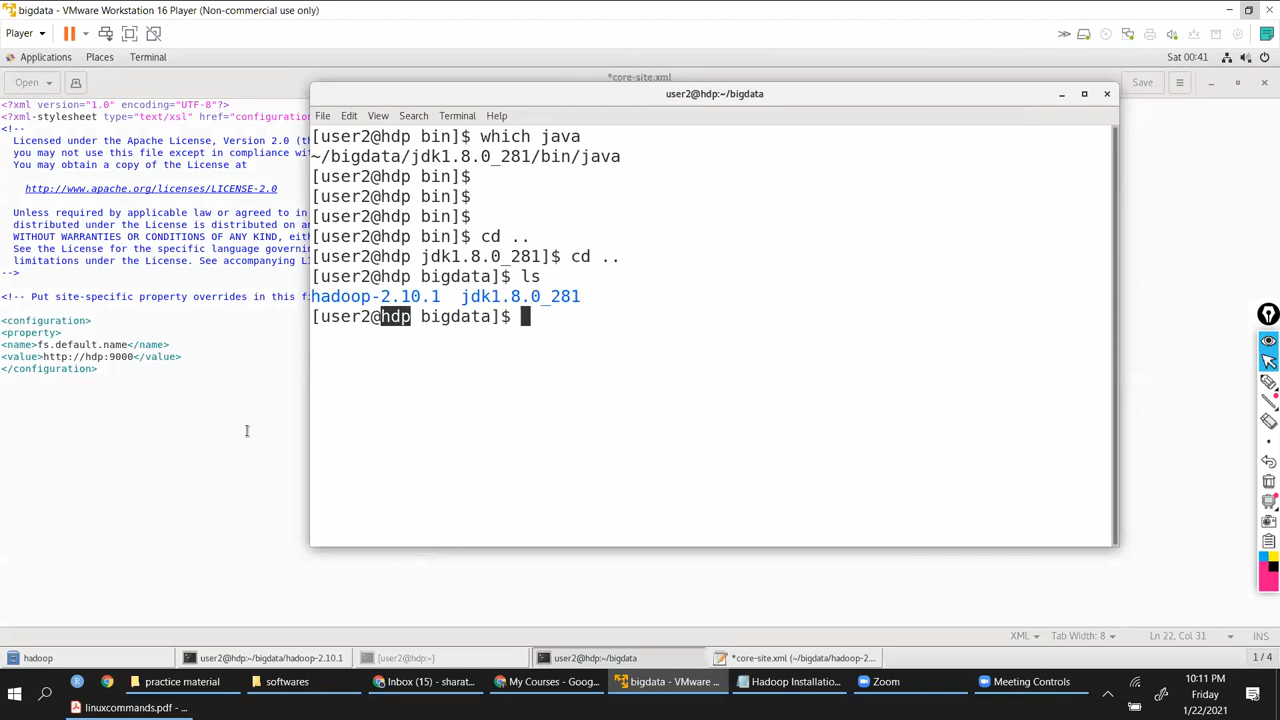 bigdata - VMware Workstation 16 Player (Non-commercial use only)
Player
Applications Places Terminal Sat 00:41
Open *core-site.xml Save
user2@hdp:~/bigdata
File Edit View Search Terminal Help
<?xml version="1.0" encoding="UTF-8"?>
<?xml-stylesheet type="text/xsl" href="configuration
<!--
Licensed under the Apache License, Version 2.0 (th
you may not use this file except in compliance wit
You may obtain a copy of the License at
http://www.apache.org/licenses/LICENSE-2.0
Unless required by applicable law or agreed to in
distributed under the License is distributed on an
WITHOUT WARRANTIES OR CONDITIONS OF ANY KIND, eith
See the License for the specific language governin
limitations under the License. See accompanying LI
-->
<!-- Put site-specific property overrides in this f
<configuration>
<property>
<name>fs.default.name</name>
<value>http://hdp:9000</value>
</configuration>
[user2@hdp bin]$ which java
~/bigdata/jdk1.8.0_281/bin/java
[user2@hdp bin]$
[user2@hdp bin]$
[user2@hdp bin]$
[user2@hdp bin]$ cd ..
[user2@hdp jdk1.8.0_281]$ cd ..
[user2@hdp bigdata]$ ls
hadoop-2.10.1 jdk1.8.0_281
[user2@hdp bigdata]$
XML Tab Width: 8 Ln 22, Col 31 INS
hadoop user2@hdp:~/bigdata/hadoop-2.10.1 [user2@hdp:~] user2@hdp:~/bigdata *core-site.xml (~/bigdata/hadoop-2.... 1 / 4
practice material softwares Inbox (15) - sharat... My Courses - Goog... bigdata - VMware ... Hadoop Installatio... Zoom Meeting Controls
10:11 PM
Friday
1/22/2021
linuxcommands.pdf - ...